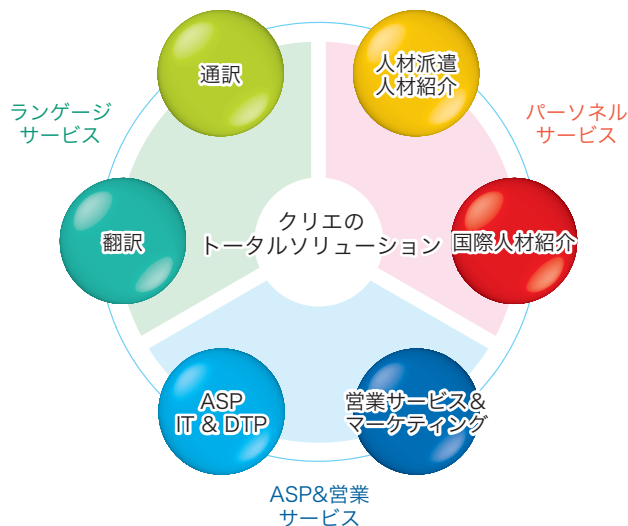 通訳
人材派遣
人材紹介
ランゲージ
サービス
パーソネル
サービス
翻訳
クリエの
トータルソリューション
国際人材紹介
ASP
IT & DTP
営業サービス&
マーケティング
ASP&営業
サービス